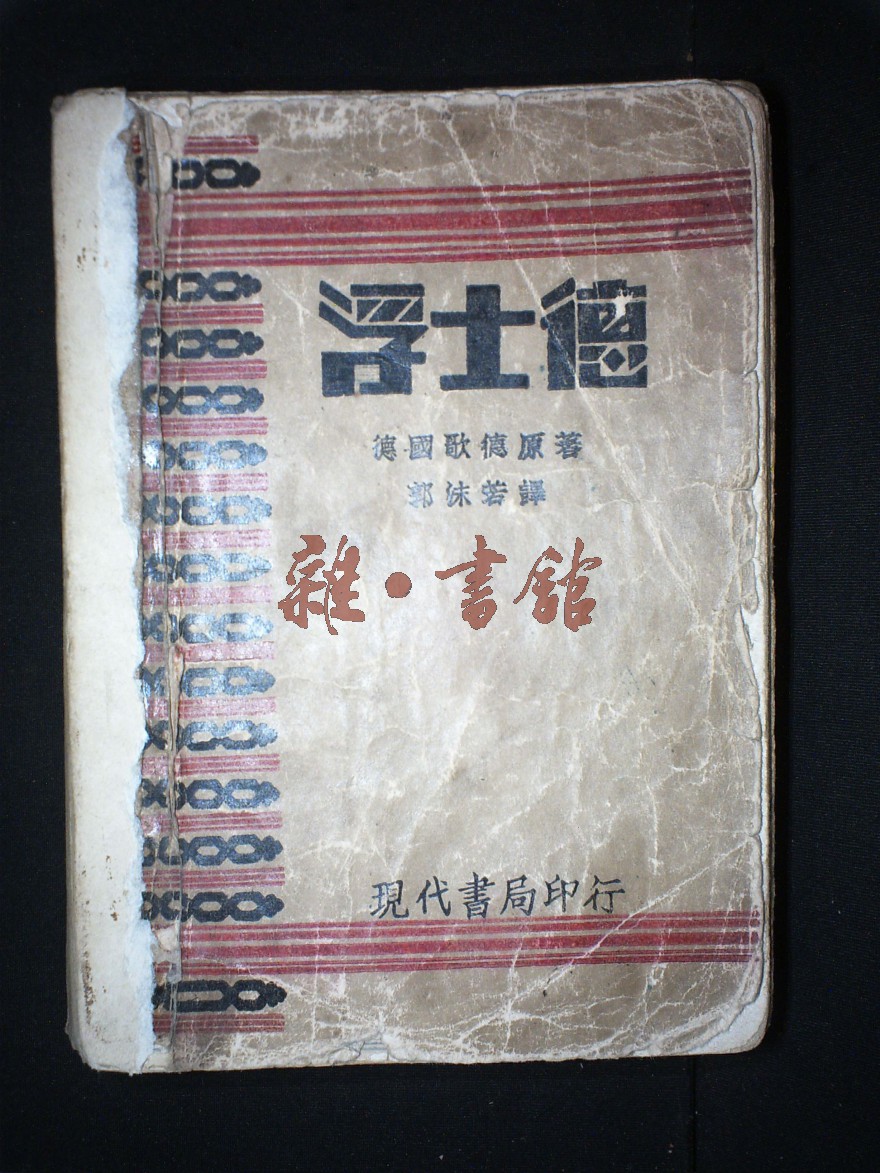 浮士德
德國歌德原著
郭沫若譯
雜·書館
現代書局印行